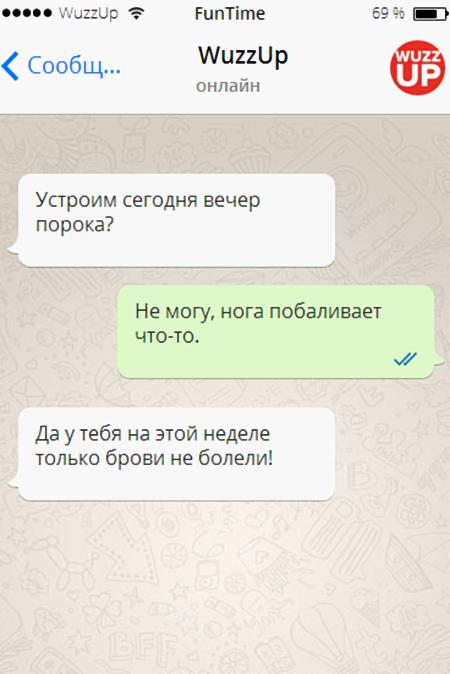 WuzzUp FunTime 69 %
Сообщ... WuzzUp
онлайн
WUZZ
UP
Устроим сегодня вечер
порока?
Не могу, нога побаливает
что-то.
Да у тебя на этой неделе
только брови не болели!
BFF